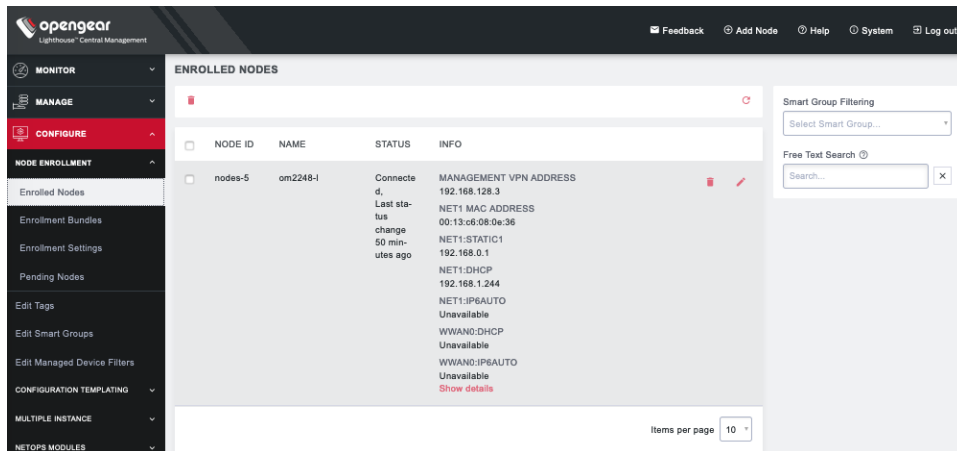 opengear
Lighthouse™ Central Management
Feedback
Add Node
Help
System
Log out
MONITOR
MANAGE
CONFIGURE
NODE ENROLLMENT
Enrolled Nodes
Enrollment Bundles
Enrollment Settings
Pending Nodes
Edit Tags
Edit Smart Groups
Edit Managed Device Filters
CONFIGURATION TEMPLATING
MULTIPLE INSTANCE
NETOPS MODULES
ENROLLED NODES
NODE ID NAME STATUS INFO
nodes-5 om2248-l
Connecte
d,
Last sta-
tus
change
50 min-
utes ago
MANAGEMENT VPN ADDRESS
192.168.128.3
NET1 MAC ADDRESS
00:13:c6:08:0e:36
NET1:STATIC1
192.168.0.1
NET1:DHCP
192.168.1.244
NET1:IP6AUTO
Unavailable
WWAN0:DHCP
Unavailable
WWAN0:IP6AUTO
Unavailable
Show details
Items per page 10
Smart Group Filtering
Select Smart Group...
Free Text Search
Search...